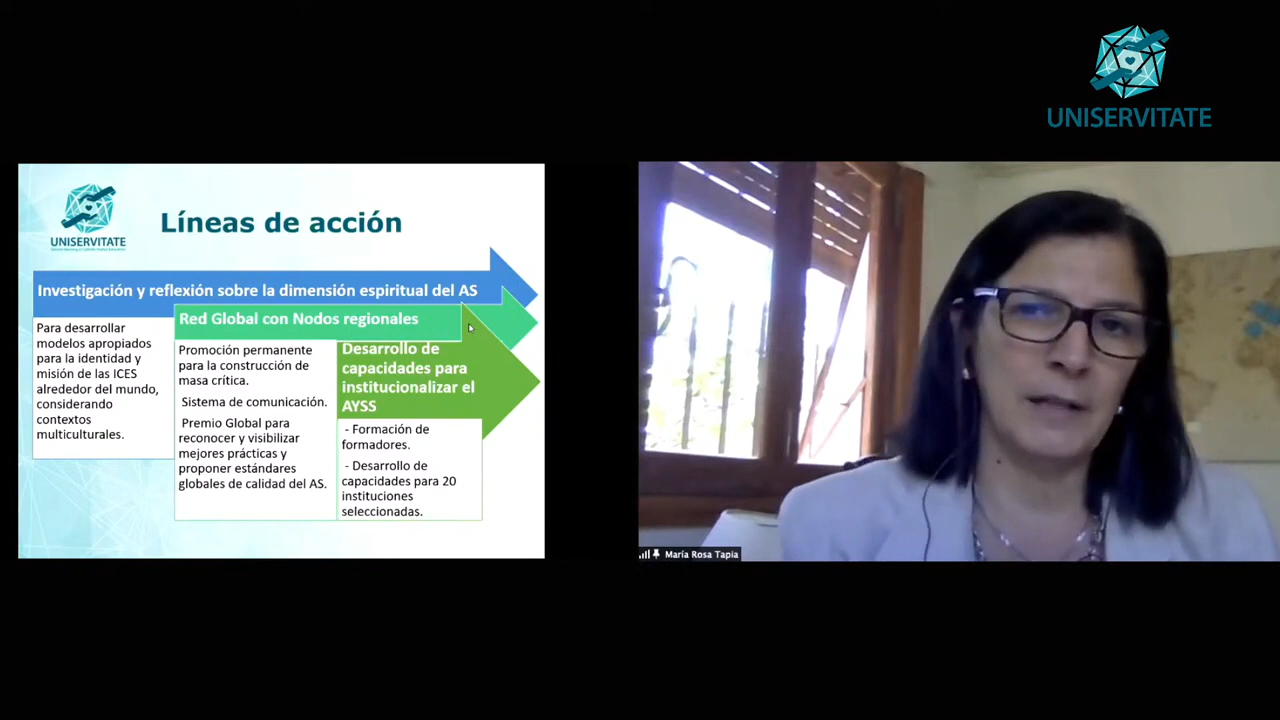 UNISERVITATE
UNISERVITATE
Líneas de acción
Investigación y reflexión sobre la dimensión espiritual del AS
Para desarrollar
modelos apropiados
para la identidad y
misión de las ICES
alrededor del mundo,
considerando
contextos
multiculturales.
Red Global con Nodos regionales
Promoción permanente
para la construcción de
masa crítica.
Sistema de comunicación.
Premio Global para
reconocer y visibilizar
mejores prácticas y
proponer estándares
globales de calidad del AS.
Desarrollo de
capacidades para
institucionalizar el
AYSS
- Formación de
formadores.
- Desarrollo de
capacidades para 20
instituciones
seleccionadas.
María Rosa Tapia